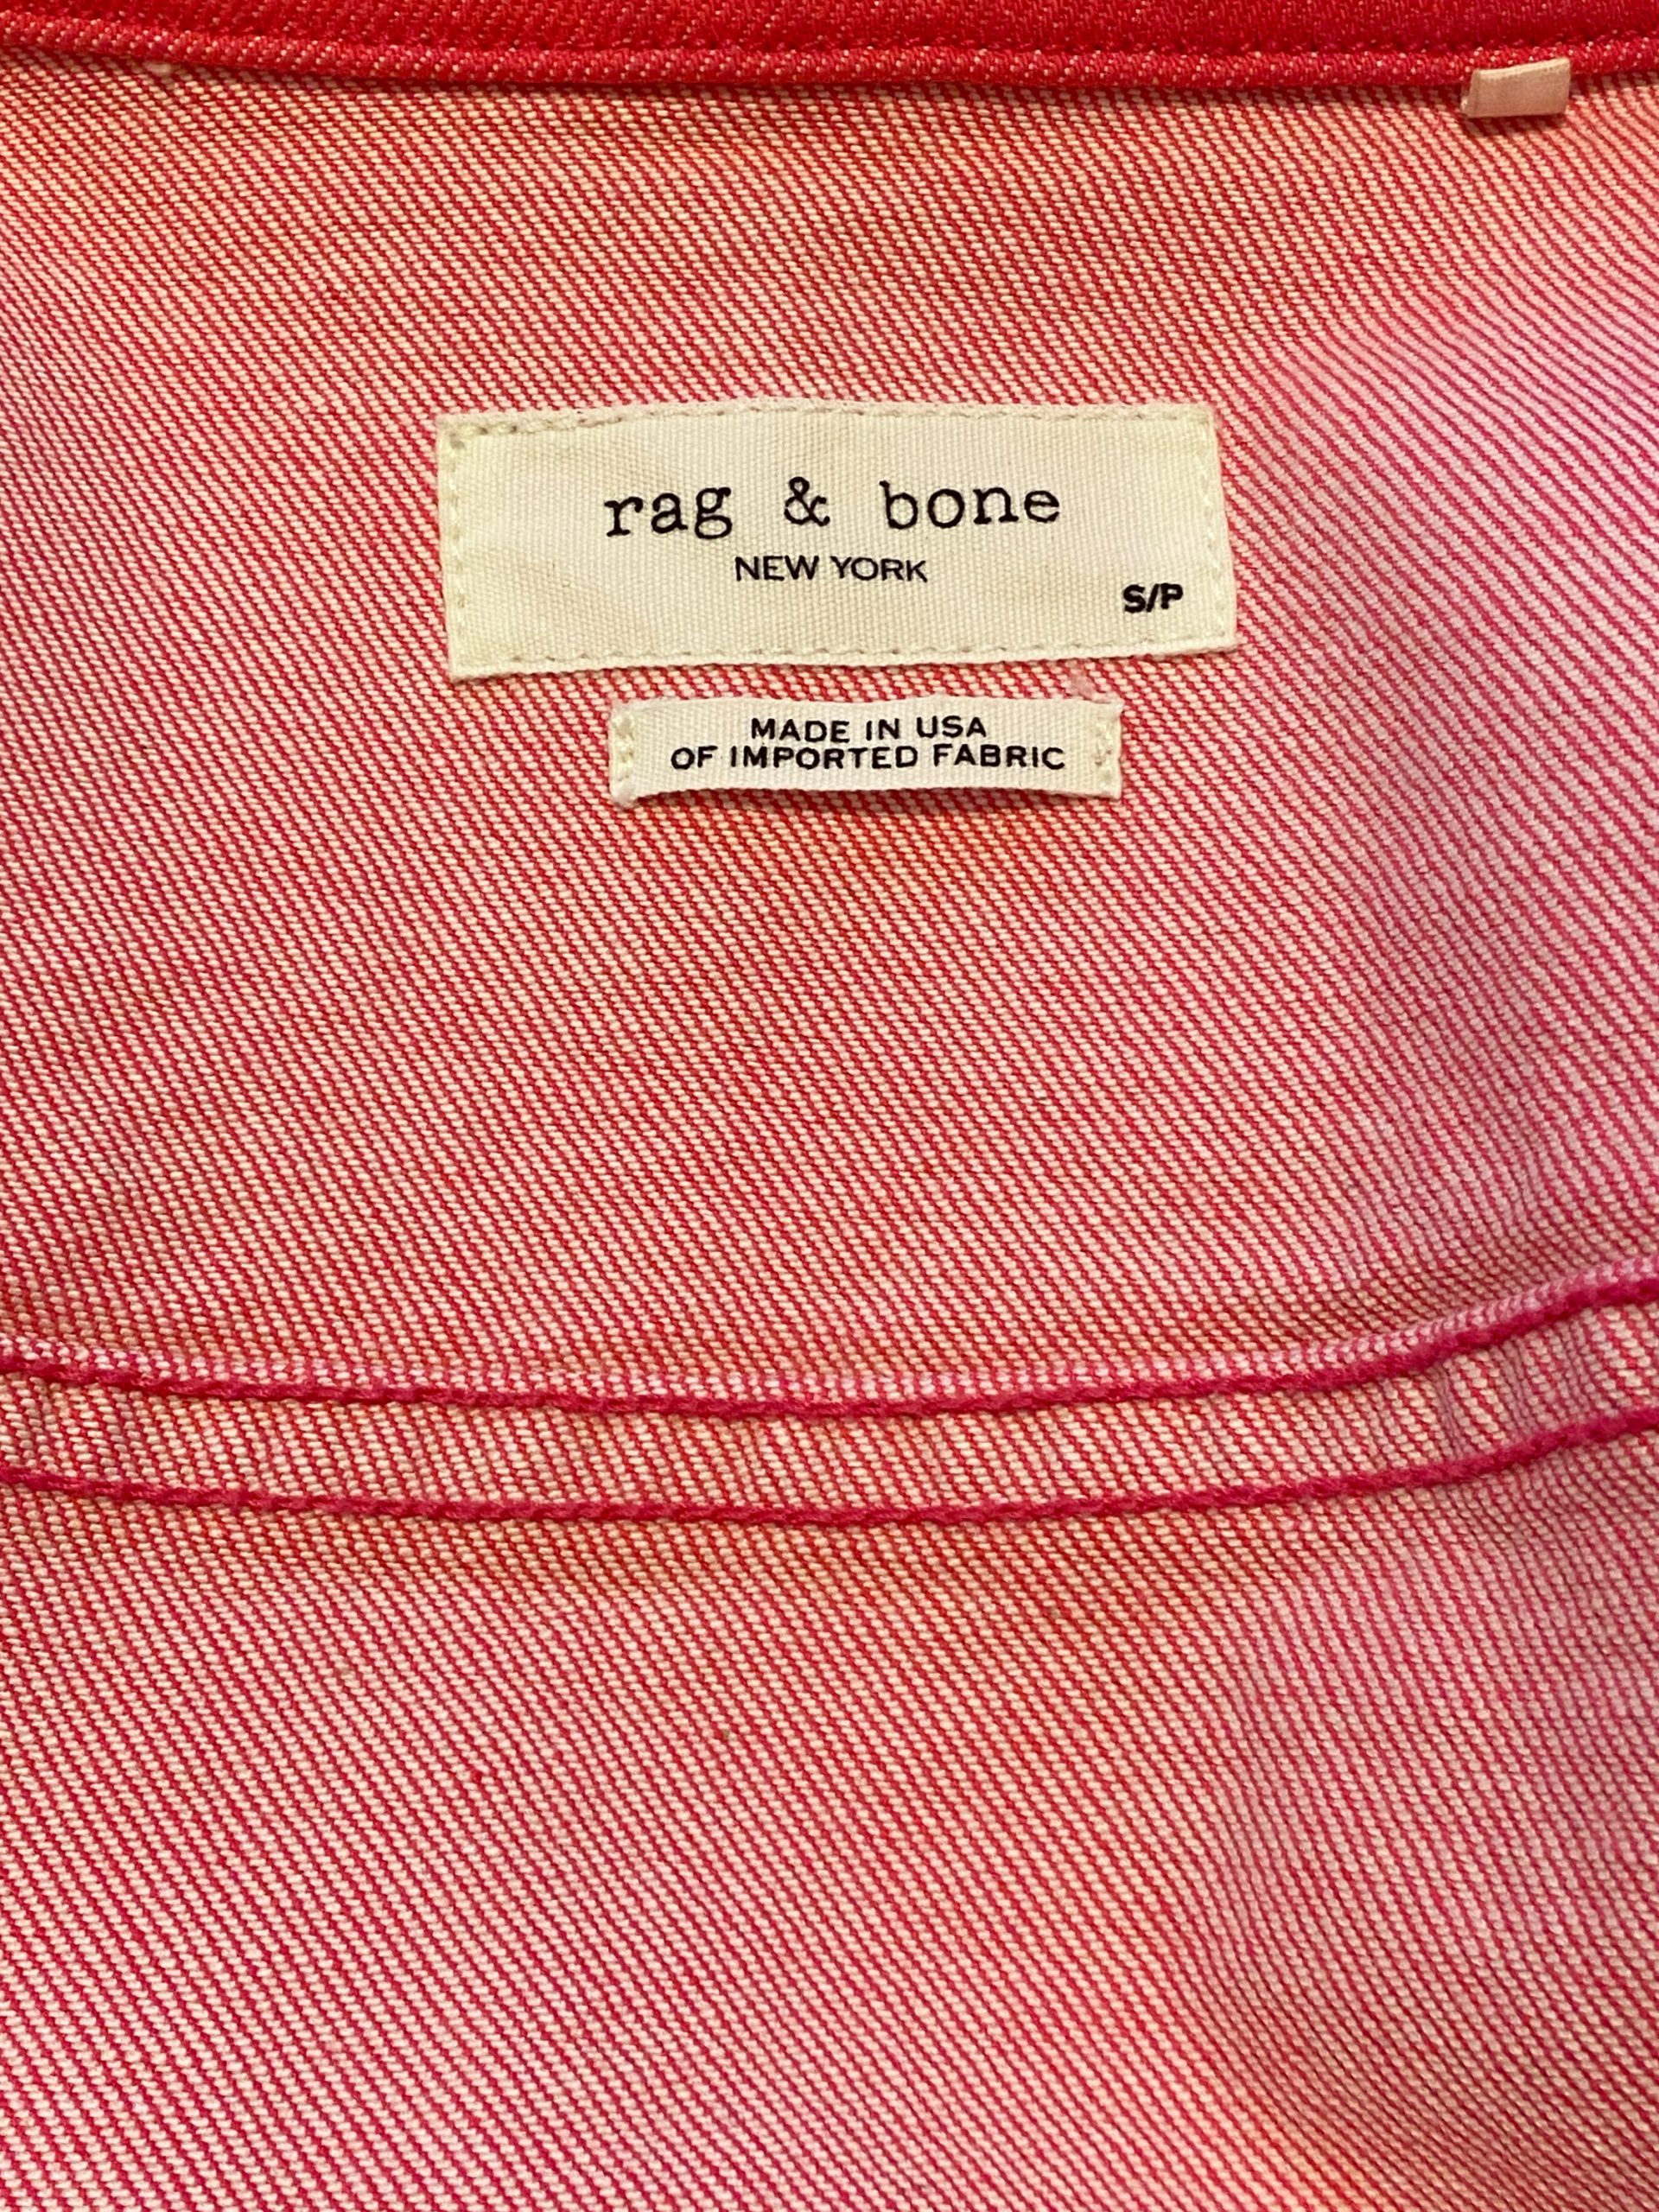 rag & bone
NEW YORK
S/P
MADE IN USA
OF IMPORTED FABRIC